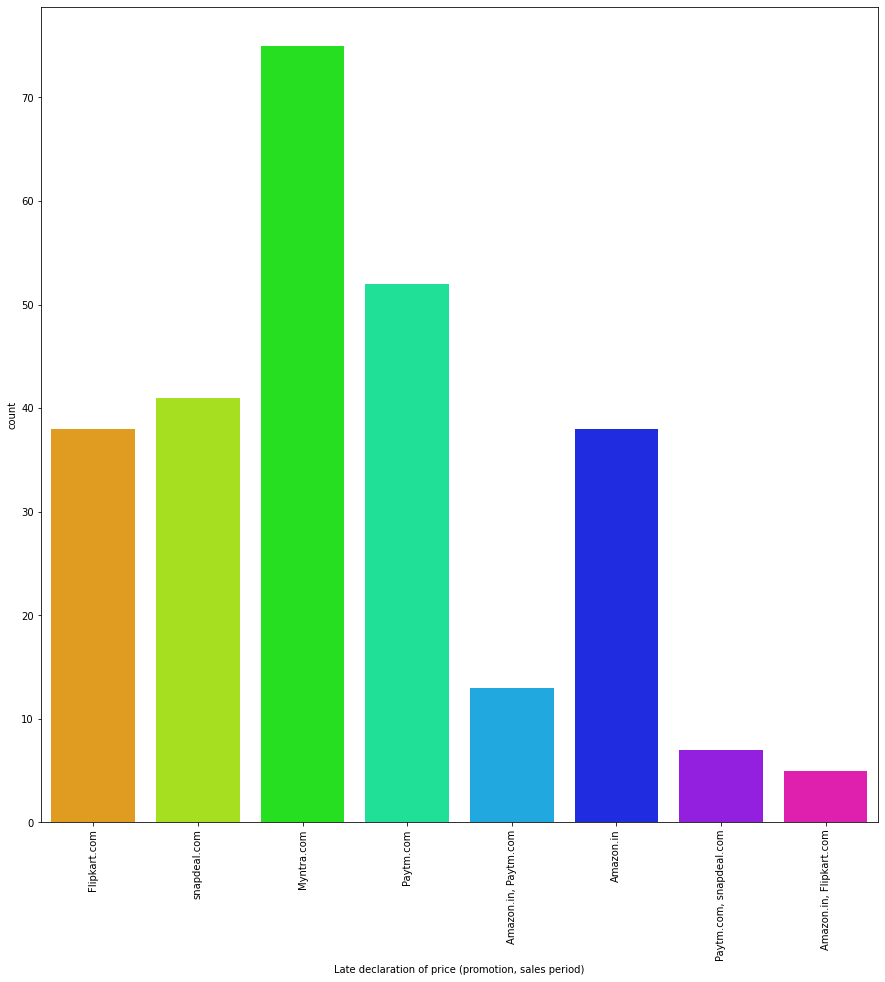 70
60
50
40
30
20
10
0
count
Flipkart.com
snapdeal.com
Myntra.com
Paytm.com
Amazon.in, Paytm.com
Amazon.in
Paytm.com, snapdeal.com
Amazon.in, Flipkart.com
Late declaration of price (promotion, sales period)